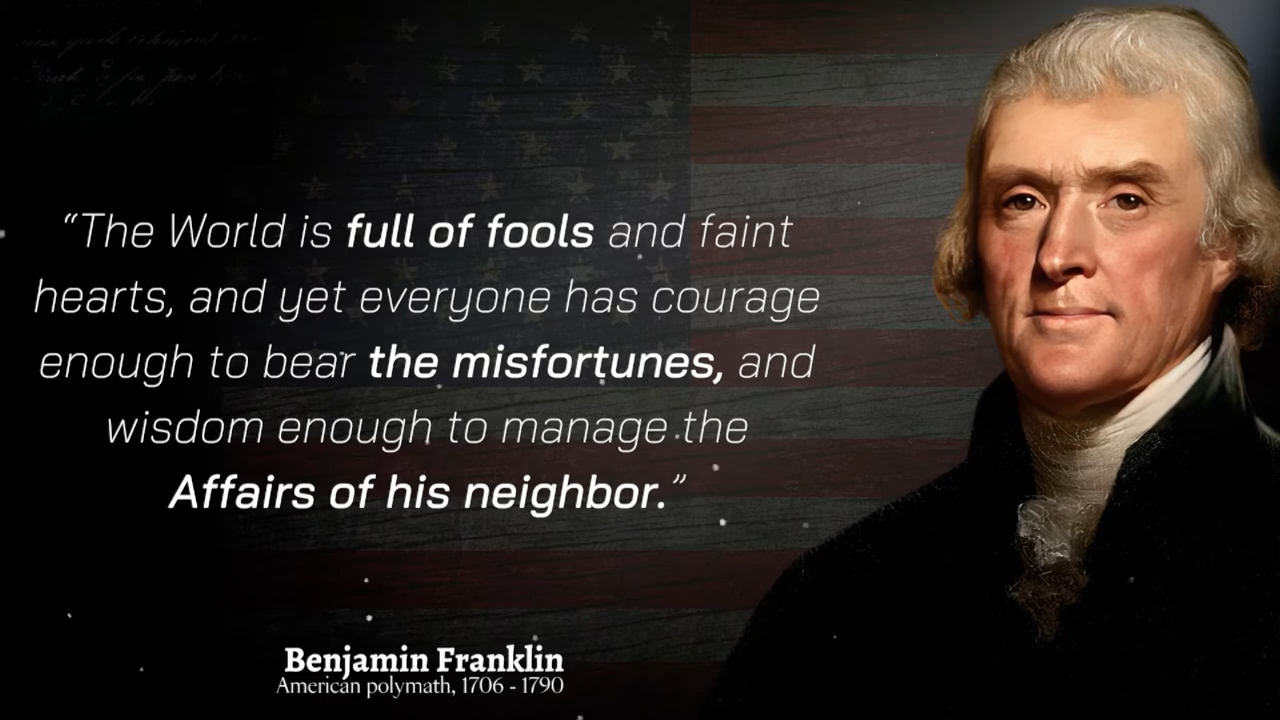 “The World is full of fools and faint
hearts, and yet everyone has courage
enough to bear the misfortunes, and
wisdom enough to manage the
Affairs of his neighbor.”
Benjamin Franklin
American polymath, 1706 - 1790